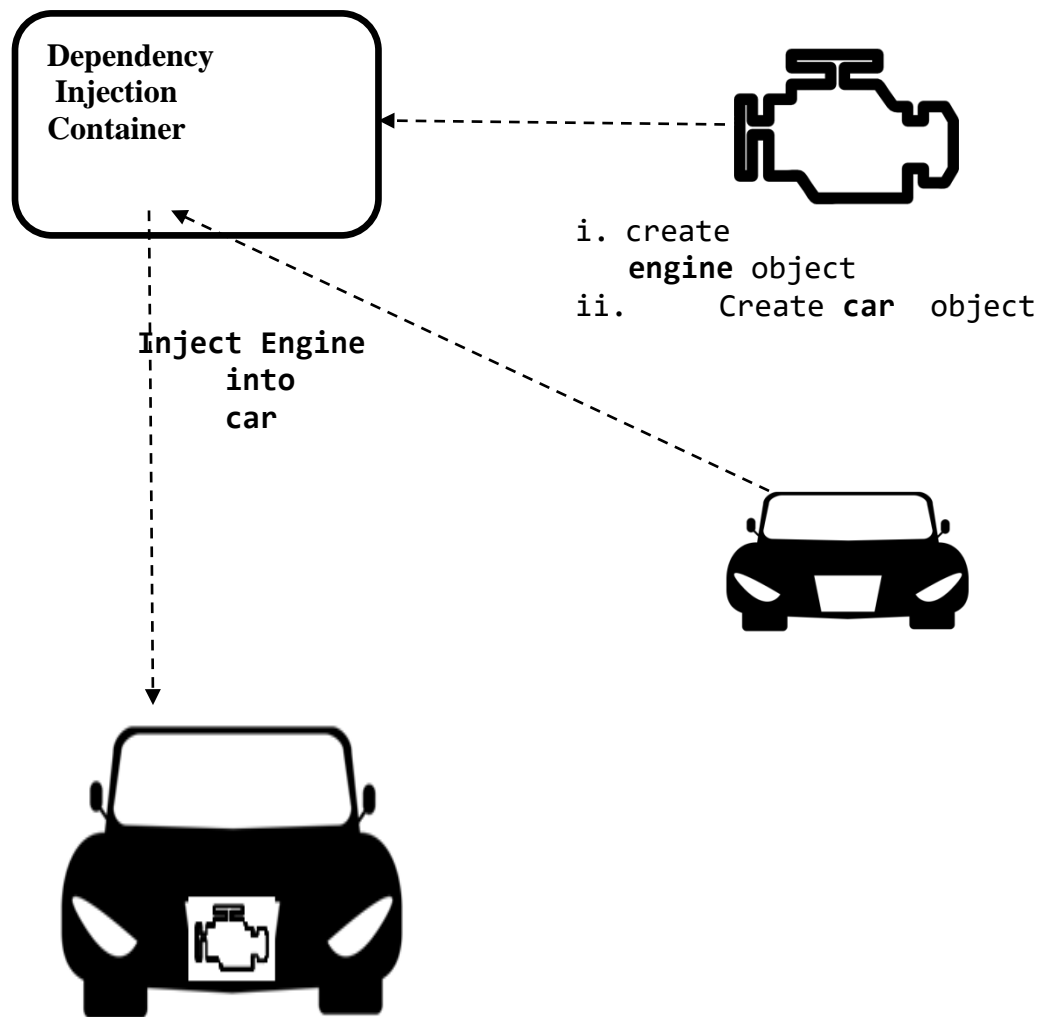 Dependency
Injection
Container
i. create
engine object
ii. Create car object
Inject Engine
into
car